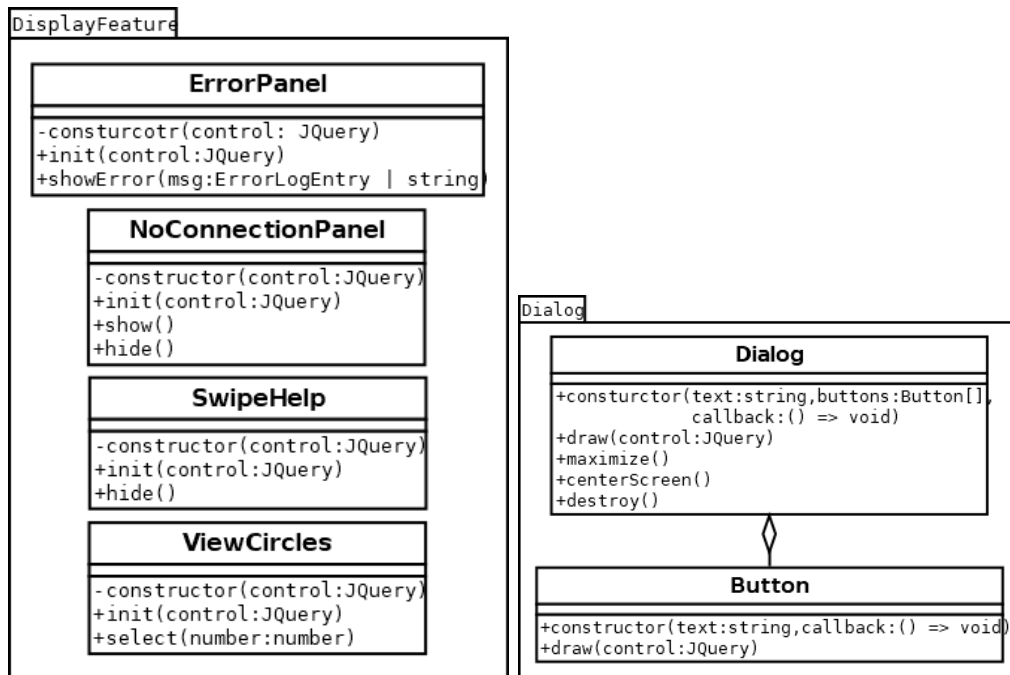 DisplayFeature
ErrorPanel
-consturcotr(control: JQuery)
+init(control:JQuery)
+showError(msg:ErrorLogEntry | string)
NoConnectionPanel
-constructor(control:JQuery)
+init(control:JQuery)
+show()
+hide()
SwipeHelp
-constructor(control:JQuery)
+init(control:JQuery)
+hide()
ViewCircles
-constructor(control:JQuery)
+init(control:JQuery)
+select(number:number)
Dialog
Dialog
+consturctor(text:string,buttons:Button[],
callback:() => void)
+draw(control:JQuery)
+maximize()
+centerScreen()
+destroy()
Button
+constructor(text:string,callback:() => void)
+draw(control:JQuery)